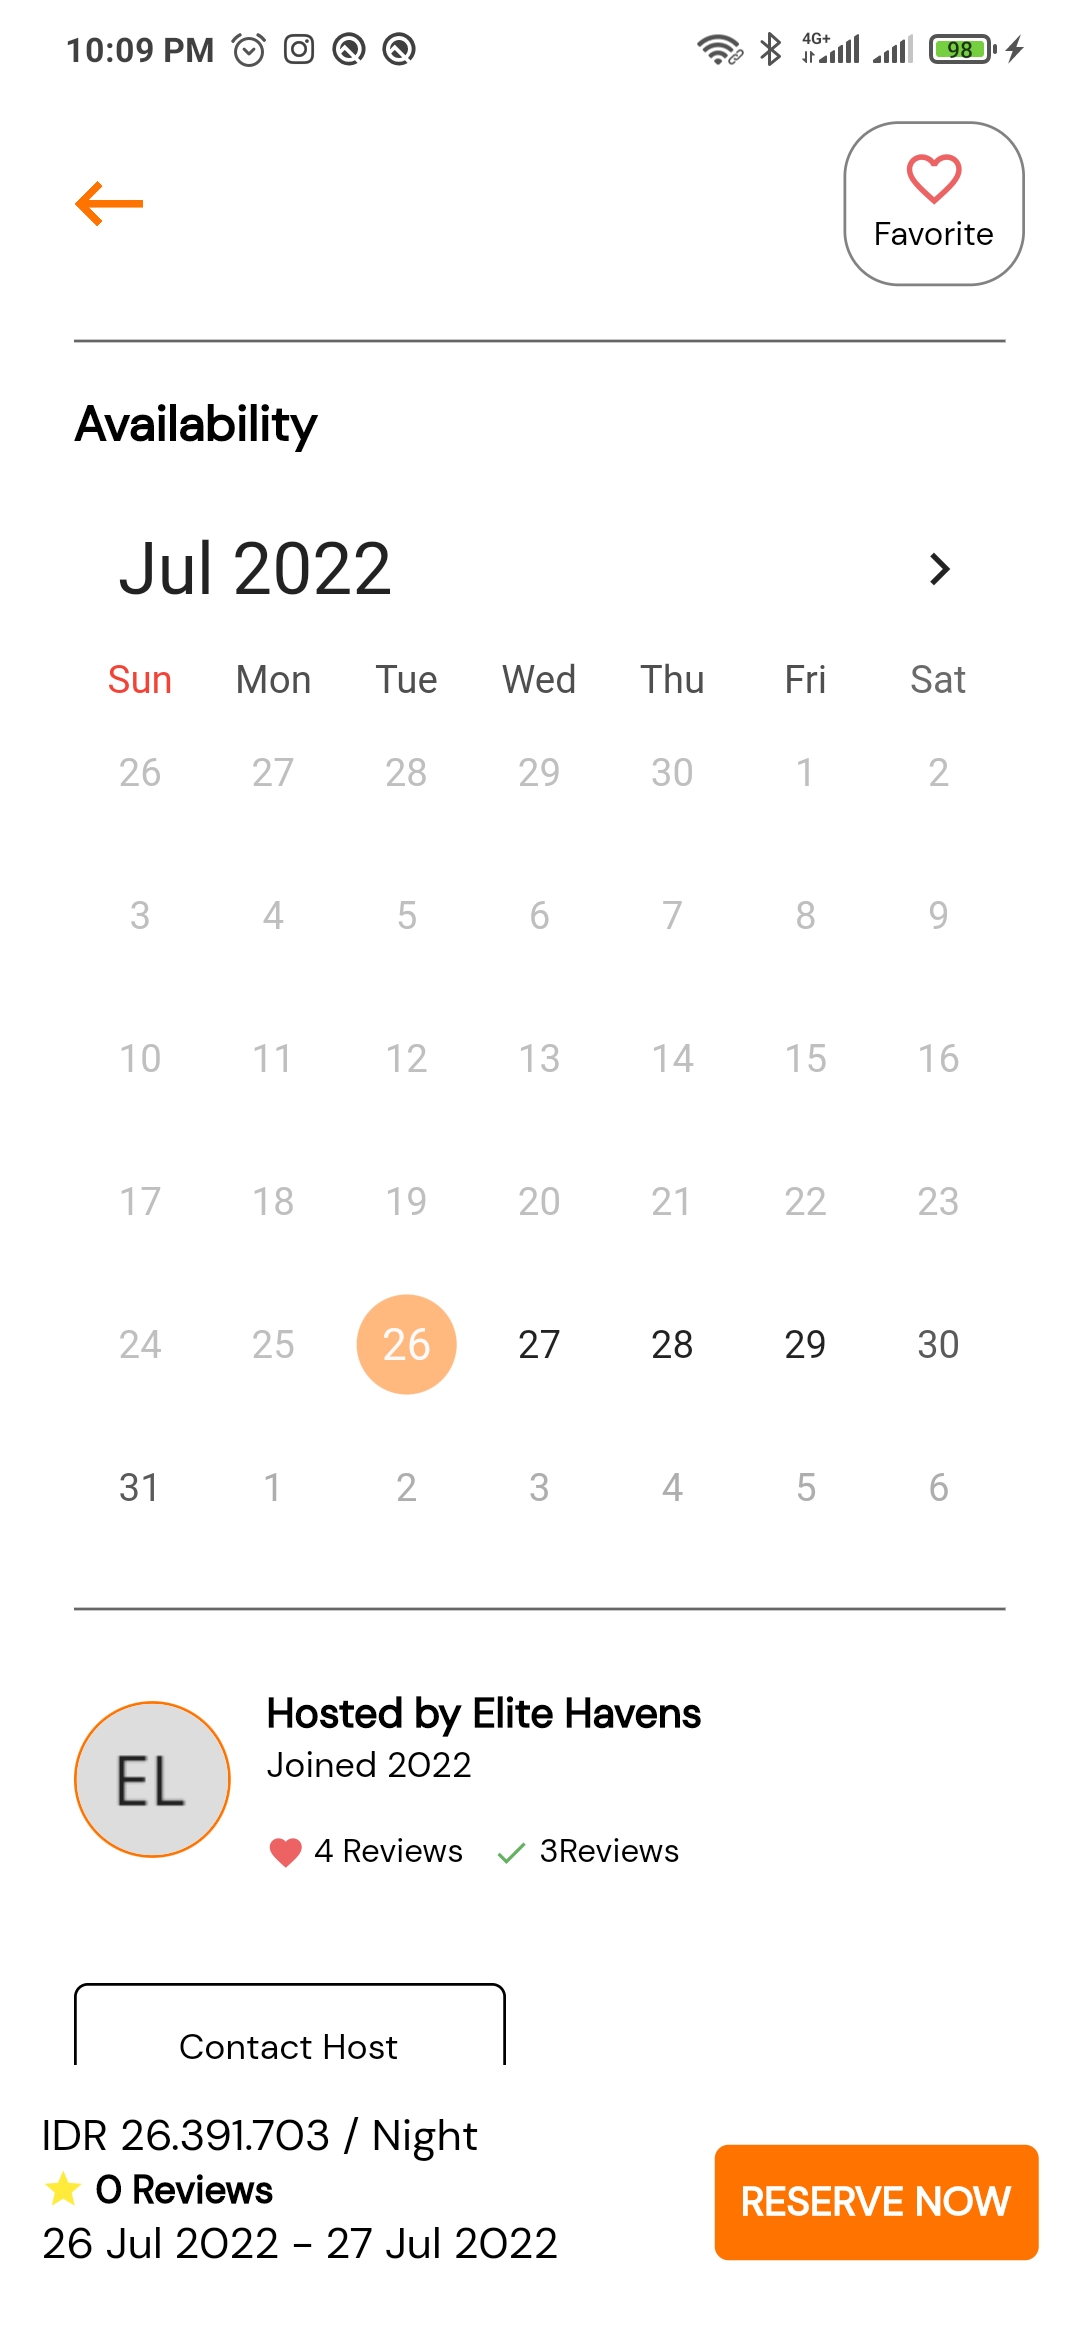 10:09 PM 4G+ 98
Favorite
Availability
Jul 2022
Sun Mon Tue Wed Thu Fri Sat
26 27 28 29 30 1 2
3 4 5 6 7 8 9
10 11 12 13 14 15 16
17 18 19 20 21 22 23
24 25 26 27 28 29 30
31 1 2 3 4 5 6
EL
Hosted by Elite Havens
Joined 2022
4 Reviews 3Reviews
Contact Host
IDR 26.391.703 / Night
0 Reviews
26 Jul 2022 - 27 Jul 2022
RESERVE NOW